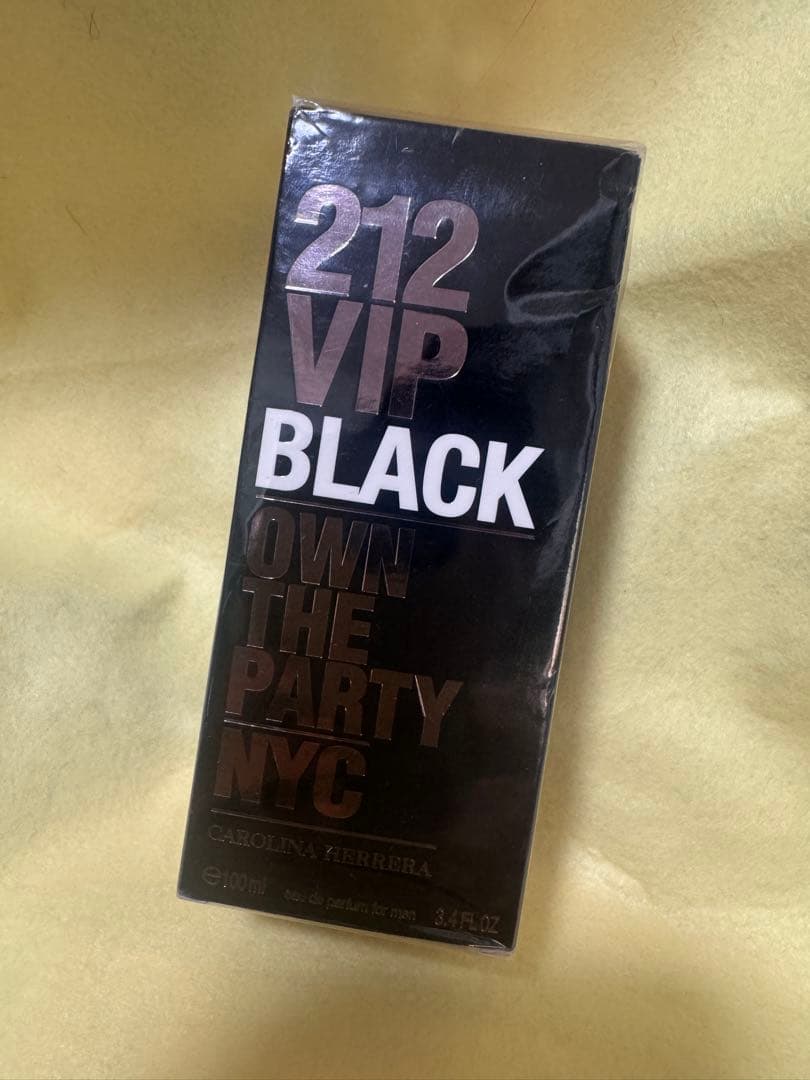 212
VIP
BLACK
OWN
THE
PARTY
NYC
CAROLINA HERRERA
℮100ml eau de parfum for men 3.4 FL OZ